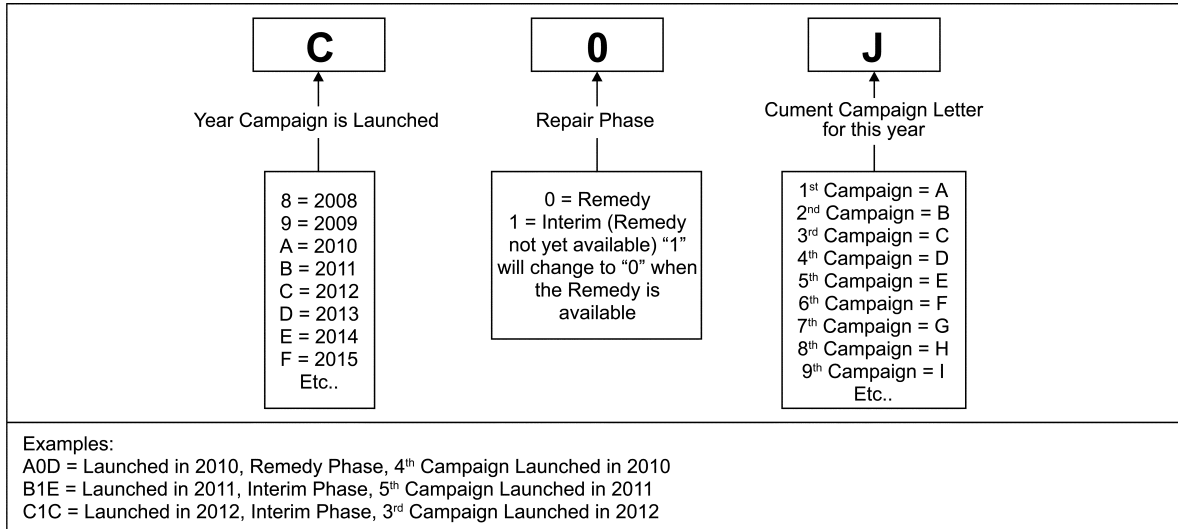 C
0
J
Year Campaign is Launched
Repair Phase
Cument Campaign Letter
for this year
8 = 2008
9 = 2009
A = 2010
B = 2011
C = 2012
D = 2013
E = 2014
F = 2015
Etc..
0 = Remedy
1 = Interim (Remedy
not yet available) “1”
will change to “0” when
the Remedy is
available
1st Campaign = A
2nd Campaign = B
3rd Campaign = C
4th Campaign = D
5th Campaign = E
6th Campaign = F
7th Campaign = G
8th Campaign = H
9th Campaign = I
Etc..
Examples:
A0D = Launched in 2010, Remedy Phase, 4th Campaign Launched in 2010
B1E = Launched in 2011, Interim Phase, 5th Campaign Launched in 2011
C1C = Launched in 2012, Interim Phase, 3rd Campaign Launched in 2012